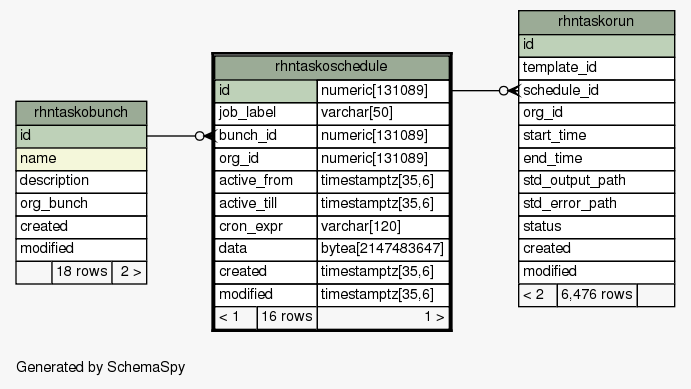 rhntaskobunch
id
name
description
org_bunch
created
modified
18 rows 2 >
rhntaskoschedule
id numeric[131089]
job_label varchar[50]
bunch_id numeric[131089]
org_id numeric[131089]
active_from timestamptz[35,6]
active_till timestamptz[35,6]
cron_expr varchar[120]
data bytea[2147483647]
created timestamptz[35,6]
modified timestamptz[35,6]
< 1 16 rows 1 >
rhntaskorun
id
template_id
schedule_id
org_id
start_time
end_time
std_output_path
std_error_path
status
created
modified
< 2 6,476 rows
Generated by SchemaSpy